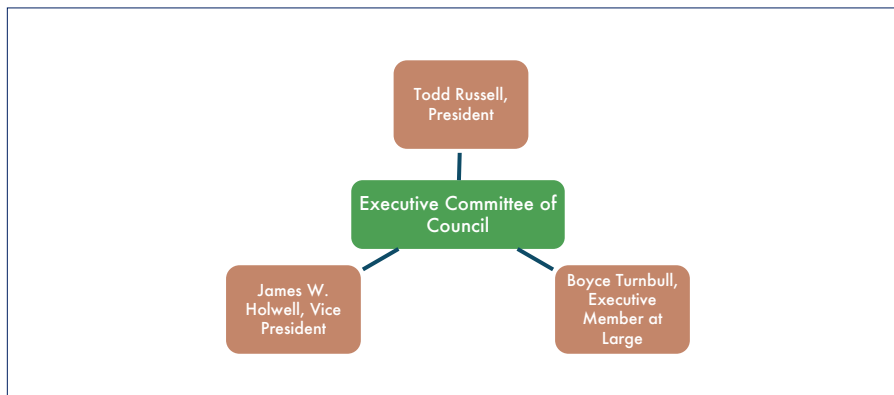 Todd Russell,
President
Executive Committee of
Council
James W.
Holwell, Vice
President
Boyce Turnbull,
Executive
Member at
Large